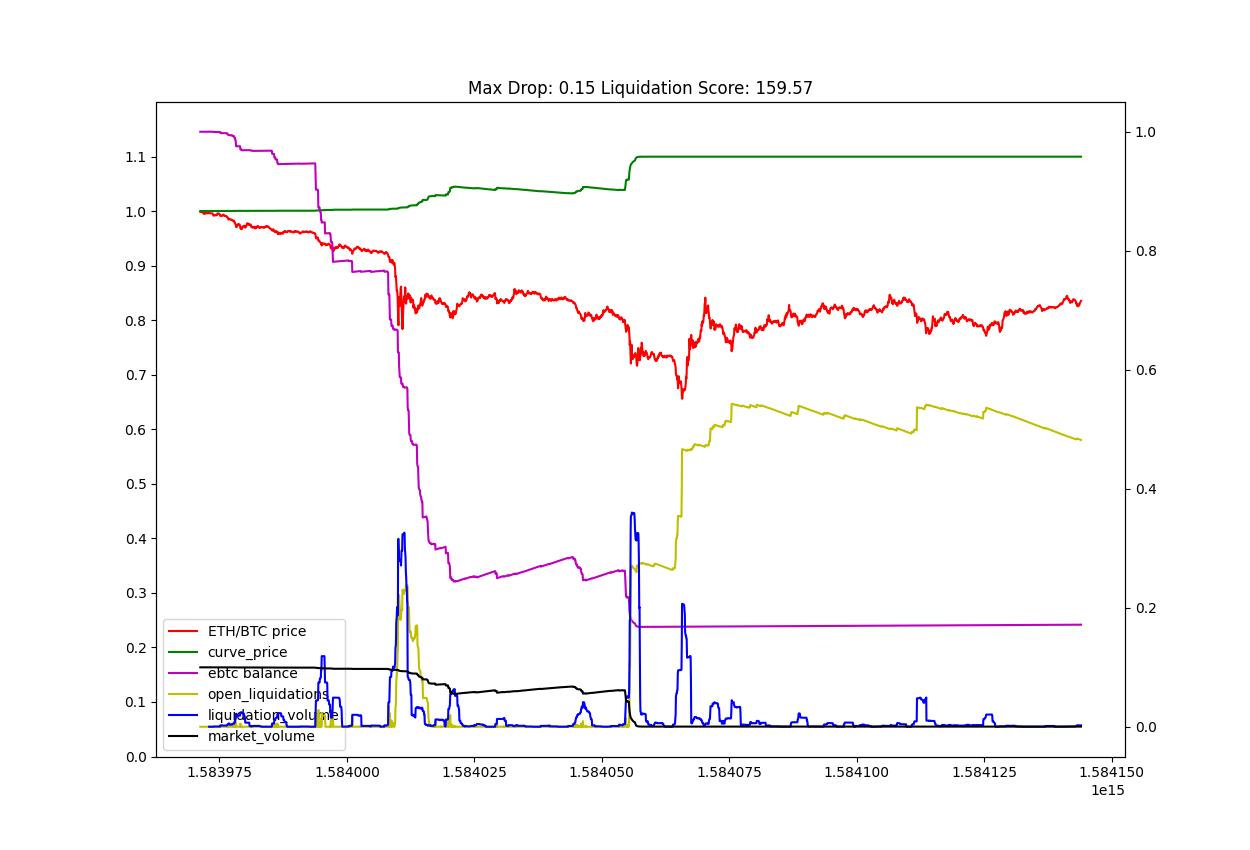 Max Drop: 0.15 Liquidation Score: 159.57
1.1
1.0
0.9
0.8
0.7
0.6
0.5
0.4
0.3
0.2
0.1
0.0
1.0
0.8
0.6
0.4
0.2
0.0
ETH/BTC price
curve_price
ebtc balance
open_liquidations
liquidation_volume
market_volume
1.583975 1.584000 1.584025 1.584050 1.584075 1.584100 1.584125 1.584150
1e15